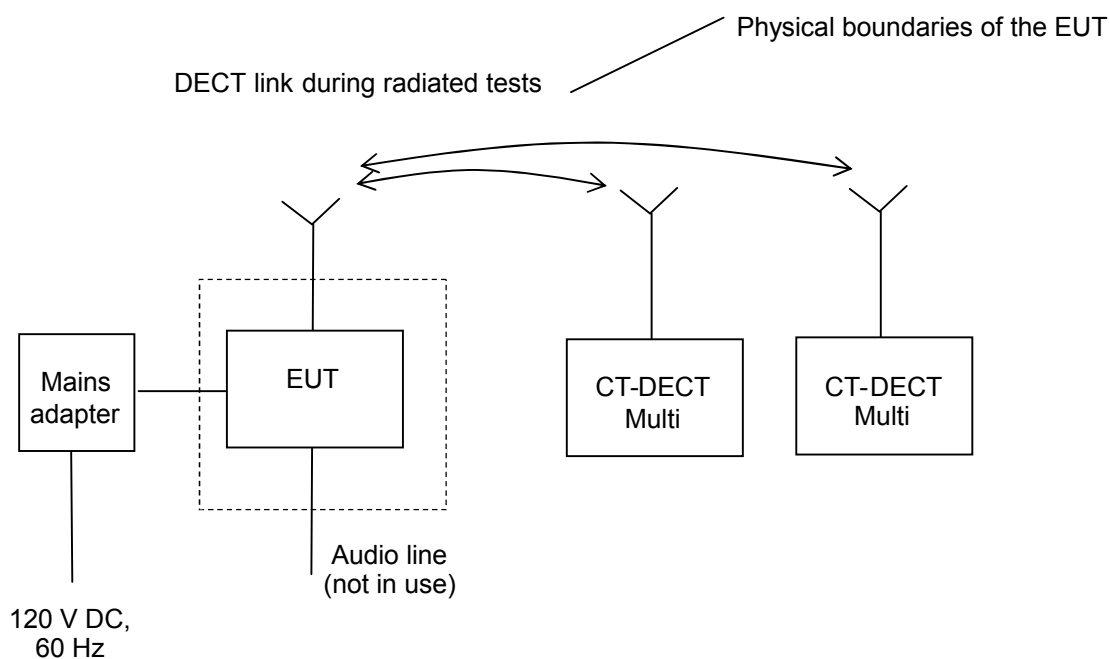 Physical boundaries of the EUT
DECT link during radiated tests
EUT
Mains
adapter
CT-DECT
Multi
CT-DECT
Multi
Audio line
(not in use)
120 V DC,
60 Hz